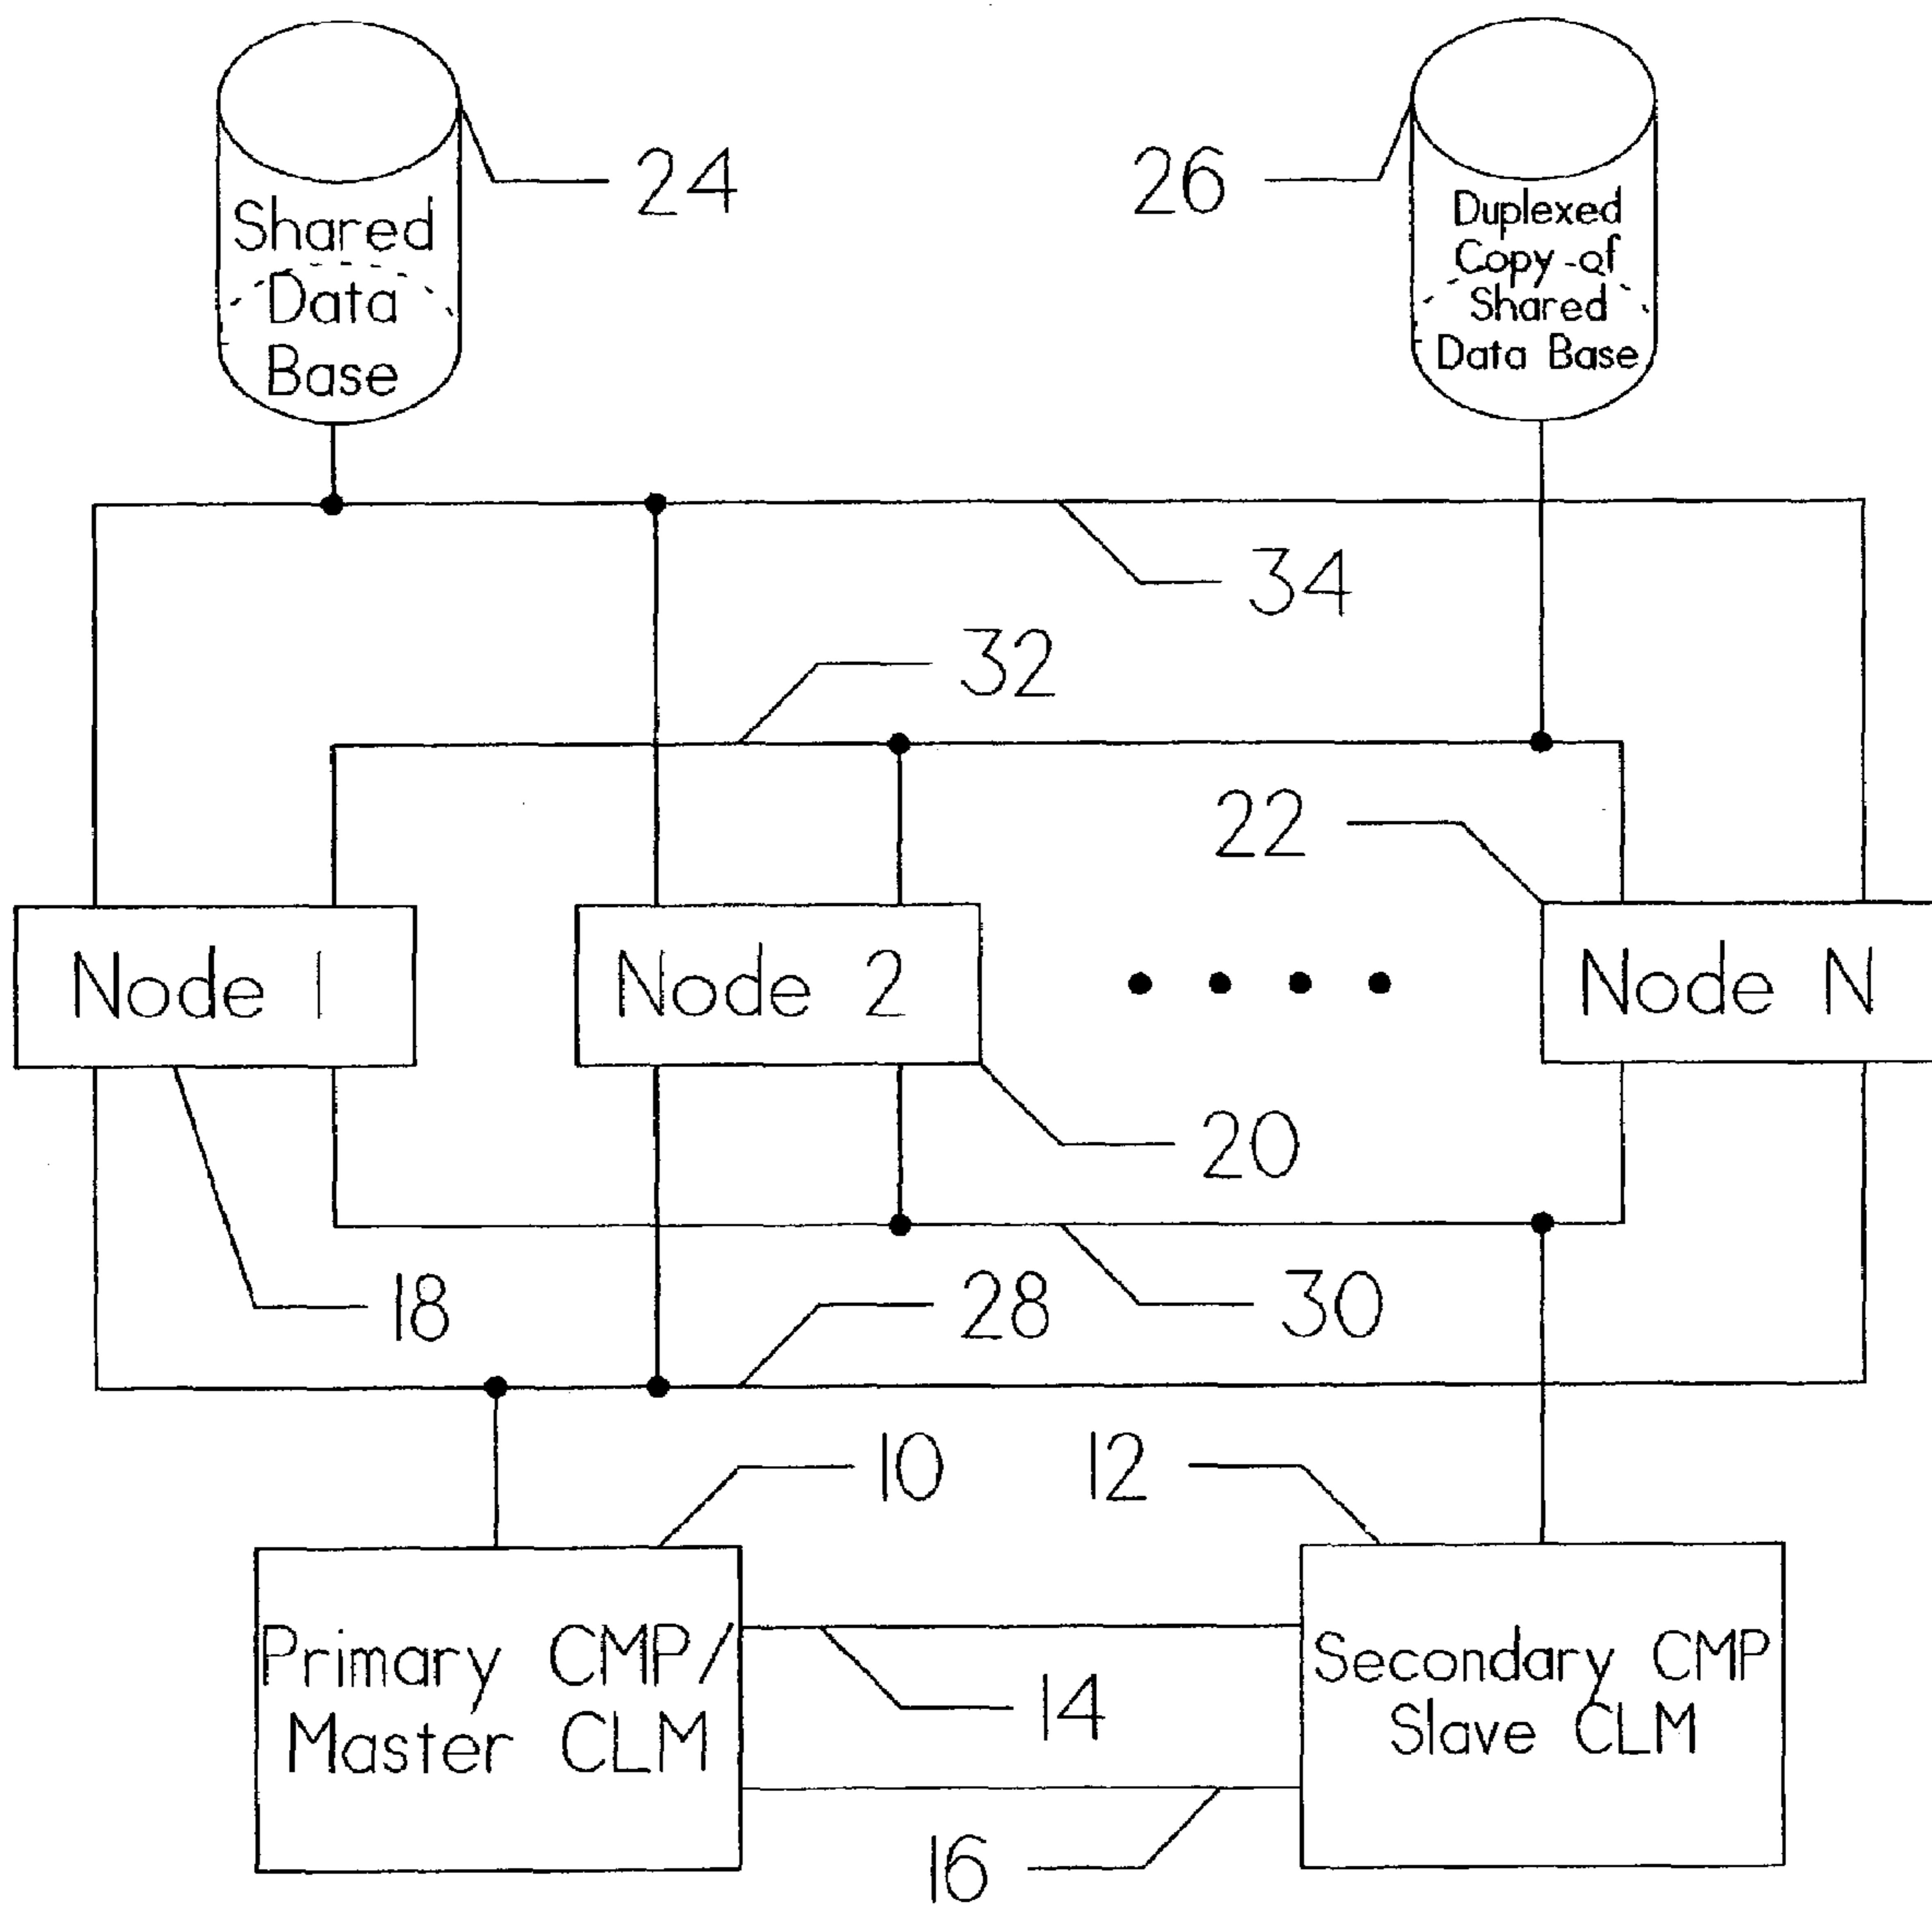 24
26
Shared
Data
Base
Duplexed
Copy of
Shared
Data Base
34
32
22
Node 1
Node 2
Node N
20
18
28
30
10
12
Primary CMP/
Master CLM
Secondary CMP
Slave CLM
14
16